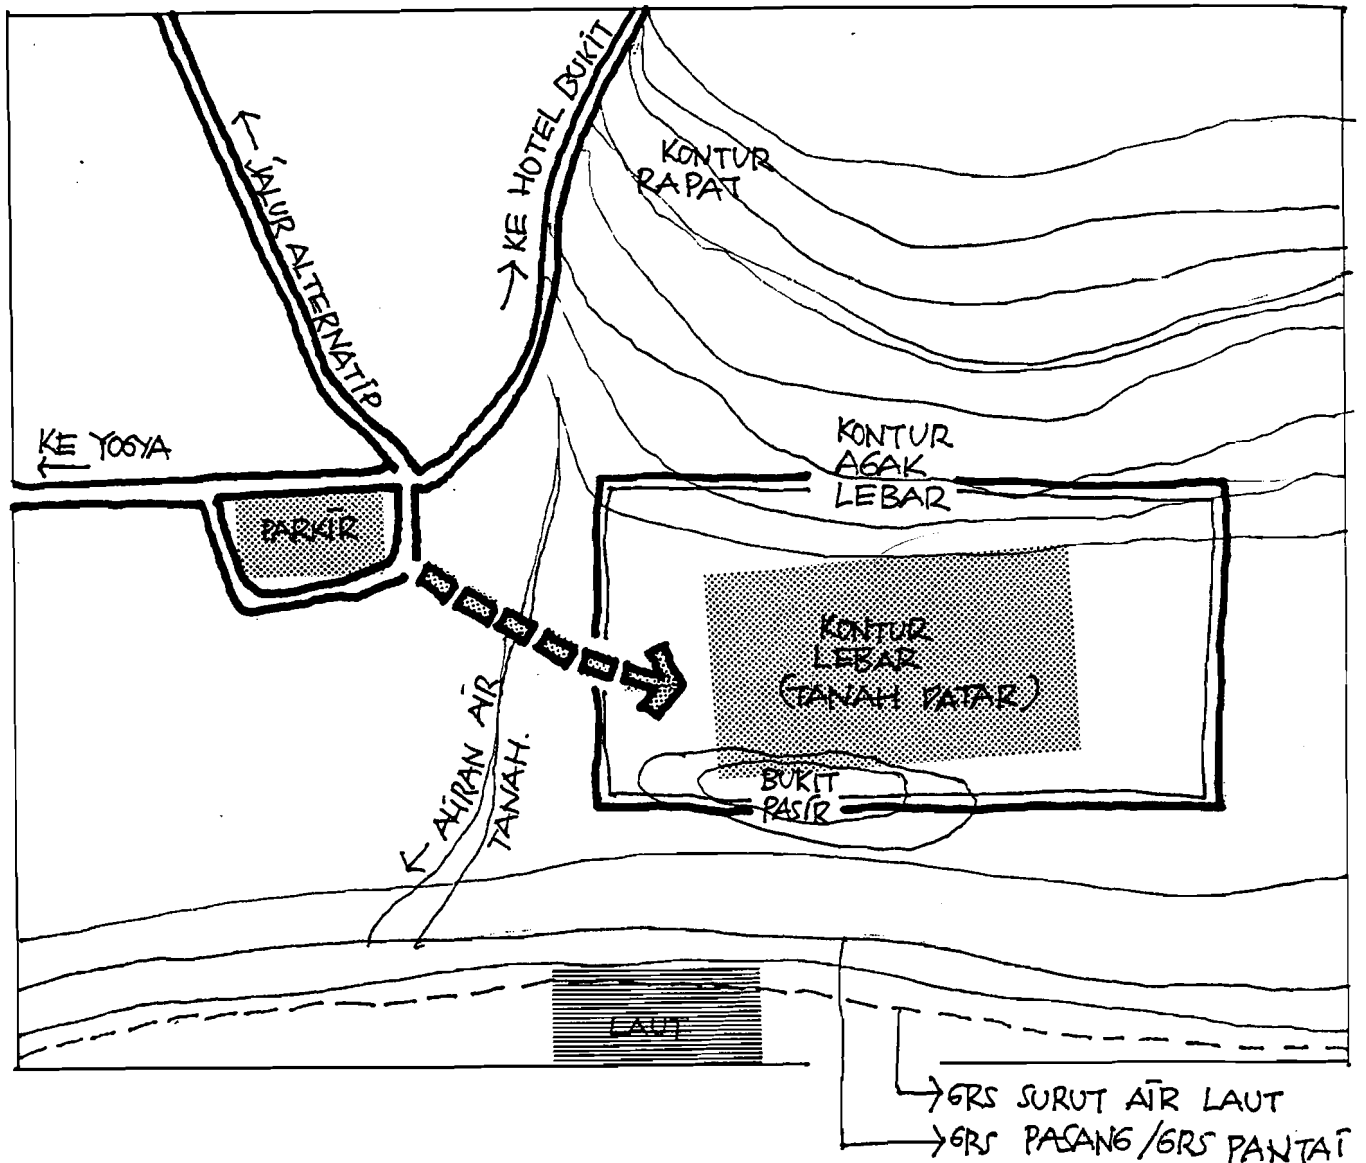 KE HOTEL BUKIT
JALUR ALTERNATIP
KONTUR
RAPAT
KE YOGYA
KONTUR
AGAK
LEBAR
PARKIR
KONTUR
LEBAR
(TANAH DATAR)
ALIRAN AIR
TANAH.
BUKIT
PASIR
LAUT
GRS SURUT AIR LAUT
GRS PASANG/GRS PANTAI